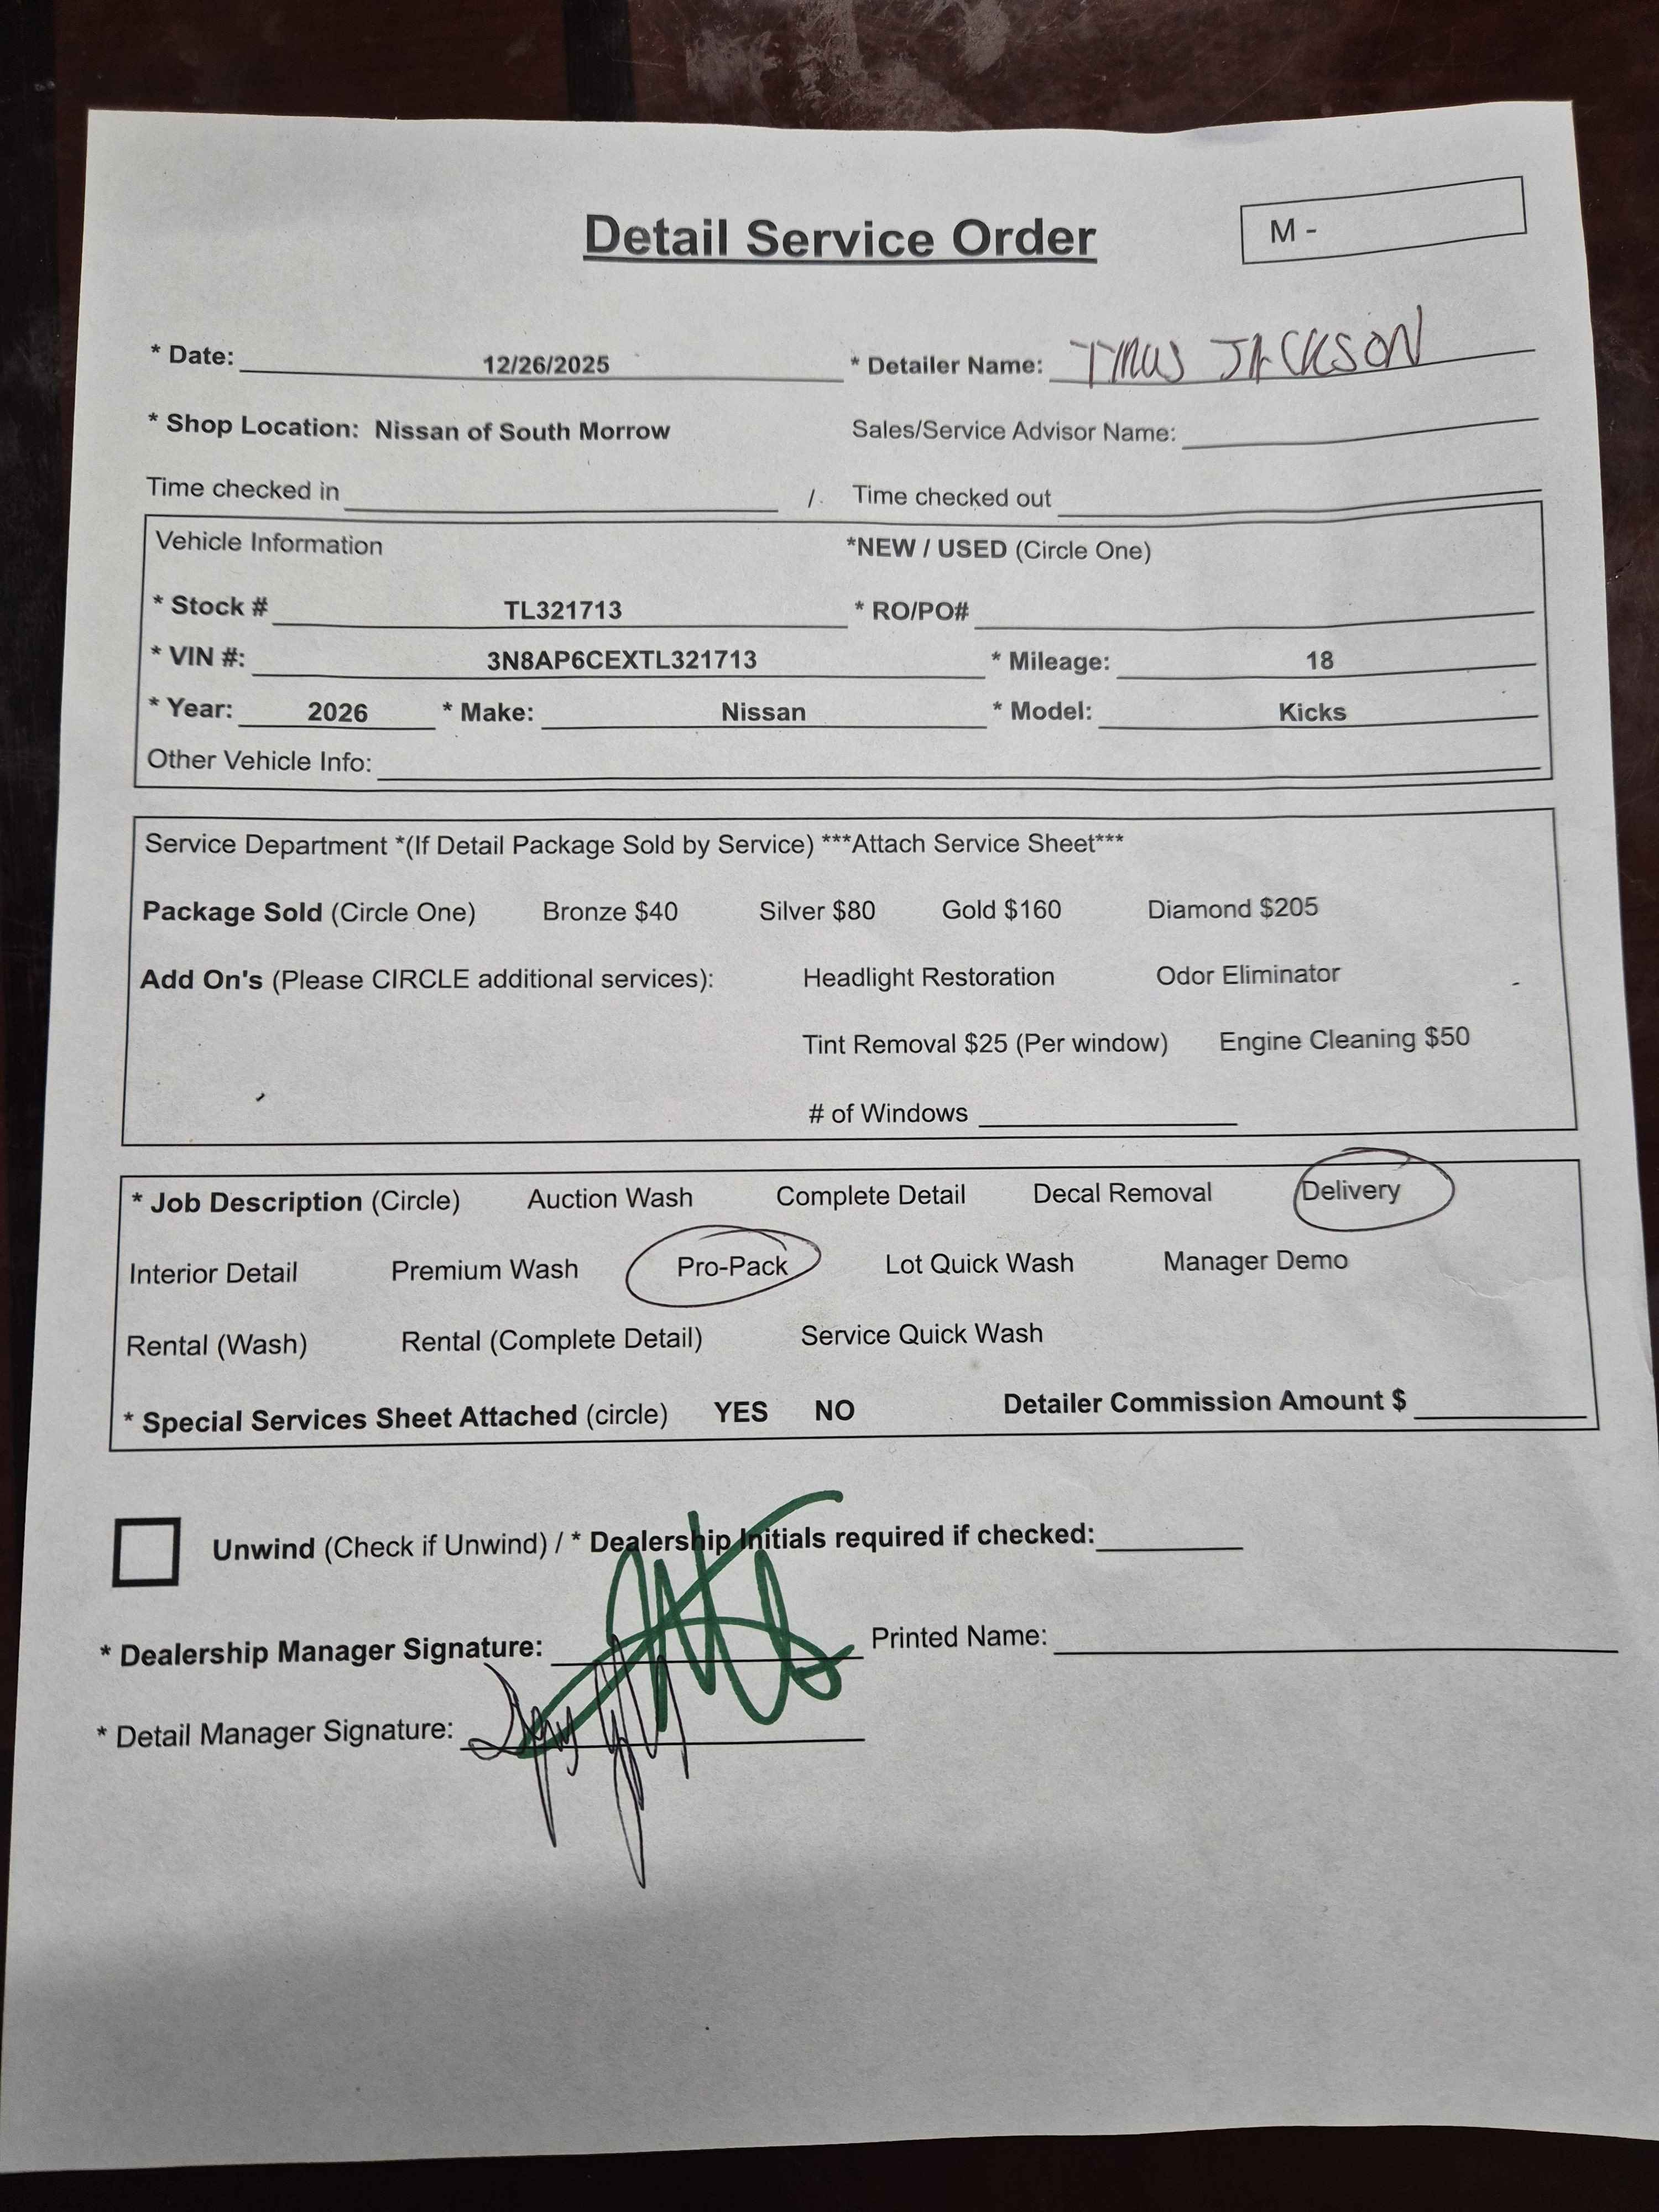 Detail Service Order
M -
* Date: 12/26/2025 * Detailer Name: JACKSON
* Shop Location: Nissan of South Morrow Sales/Service Advisor Name:
Time checked in / Time checked out
Vehicle Information *NEW / USED (Circle One)
* Stock # TL321713 * RO/PO#
* VIN #: 3N8AP6CEXTL321713 * Mileage: 18
* Year: 2026 * Make: Nissan * Model: Kicks
Other Vehicle Info:
Service Department *(If Detail Package Sold by Service) ***Attach Service Sheet***
Package Sold (Circle One) Bronze $40 Silver $80 Gold $160 Diamond $205
Add On's (Please CIRCLE additional services): Headlight Restoration Odor Eliminator
Tint Removal $25 (Per window) Engine Cleaning $50
# of Windows
* Job Description (Circle) Auction Wash Complete Detail Decal Removal Delivery
Interior Detail Premium Wash Pro-Pack Lot Quick Wash Manager Demo
Rental (Wash) Rental (Complete Detail) Service Quick Wash
* Special Services Sheet Attached (circle) YES NO Detailer Commission Amount $
Unwind (Check if Unwind) / * Dealership Initials required if checked:
* Dealership Manager Signature: Printed Name:
* Detail Manager Signature: